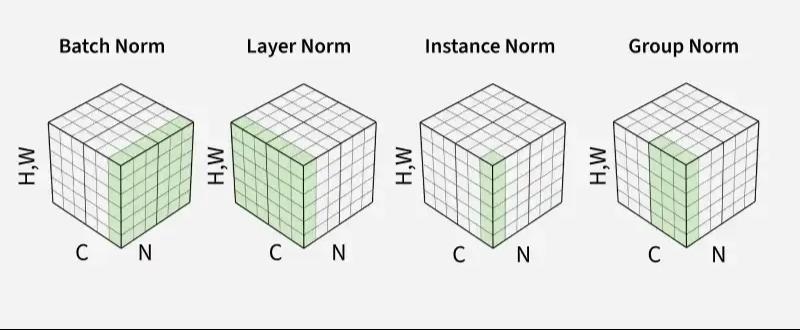 Batch Norm
Layer Norm
Instance Norm
Group Norm
H,W
H,W
H,W
H,W
C
N
C
N
C
N
C
N